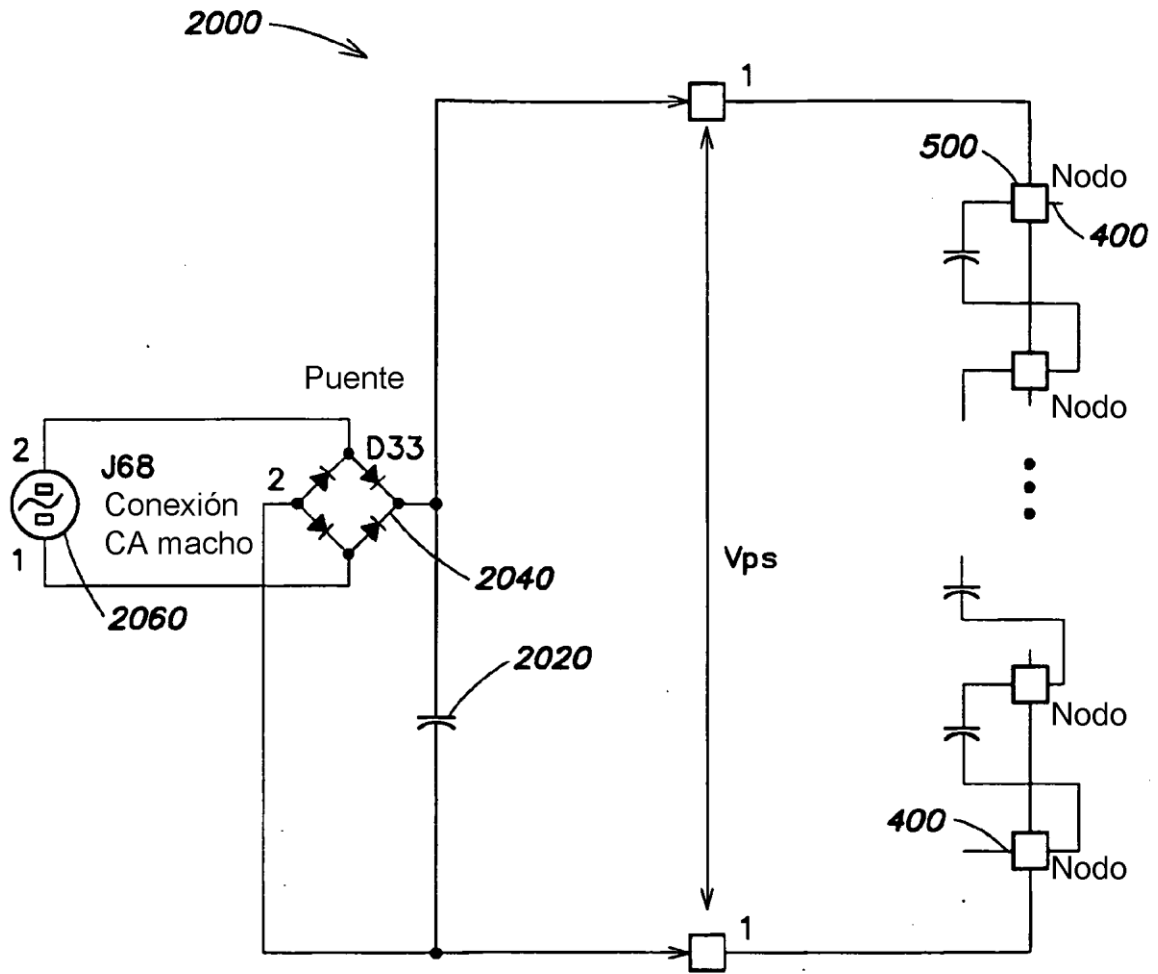 2000
1
500
Nodo
400
Nodo
Puente
D33
2
J68
2
Conexión
CA macho
1
2040
2060
Vps
2020
Nodo
400
Nodo
1